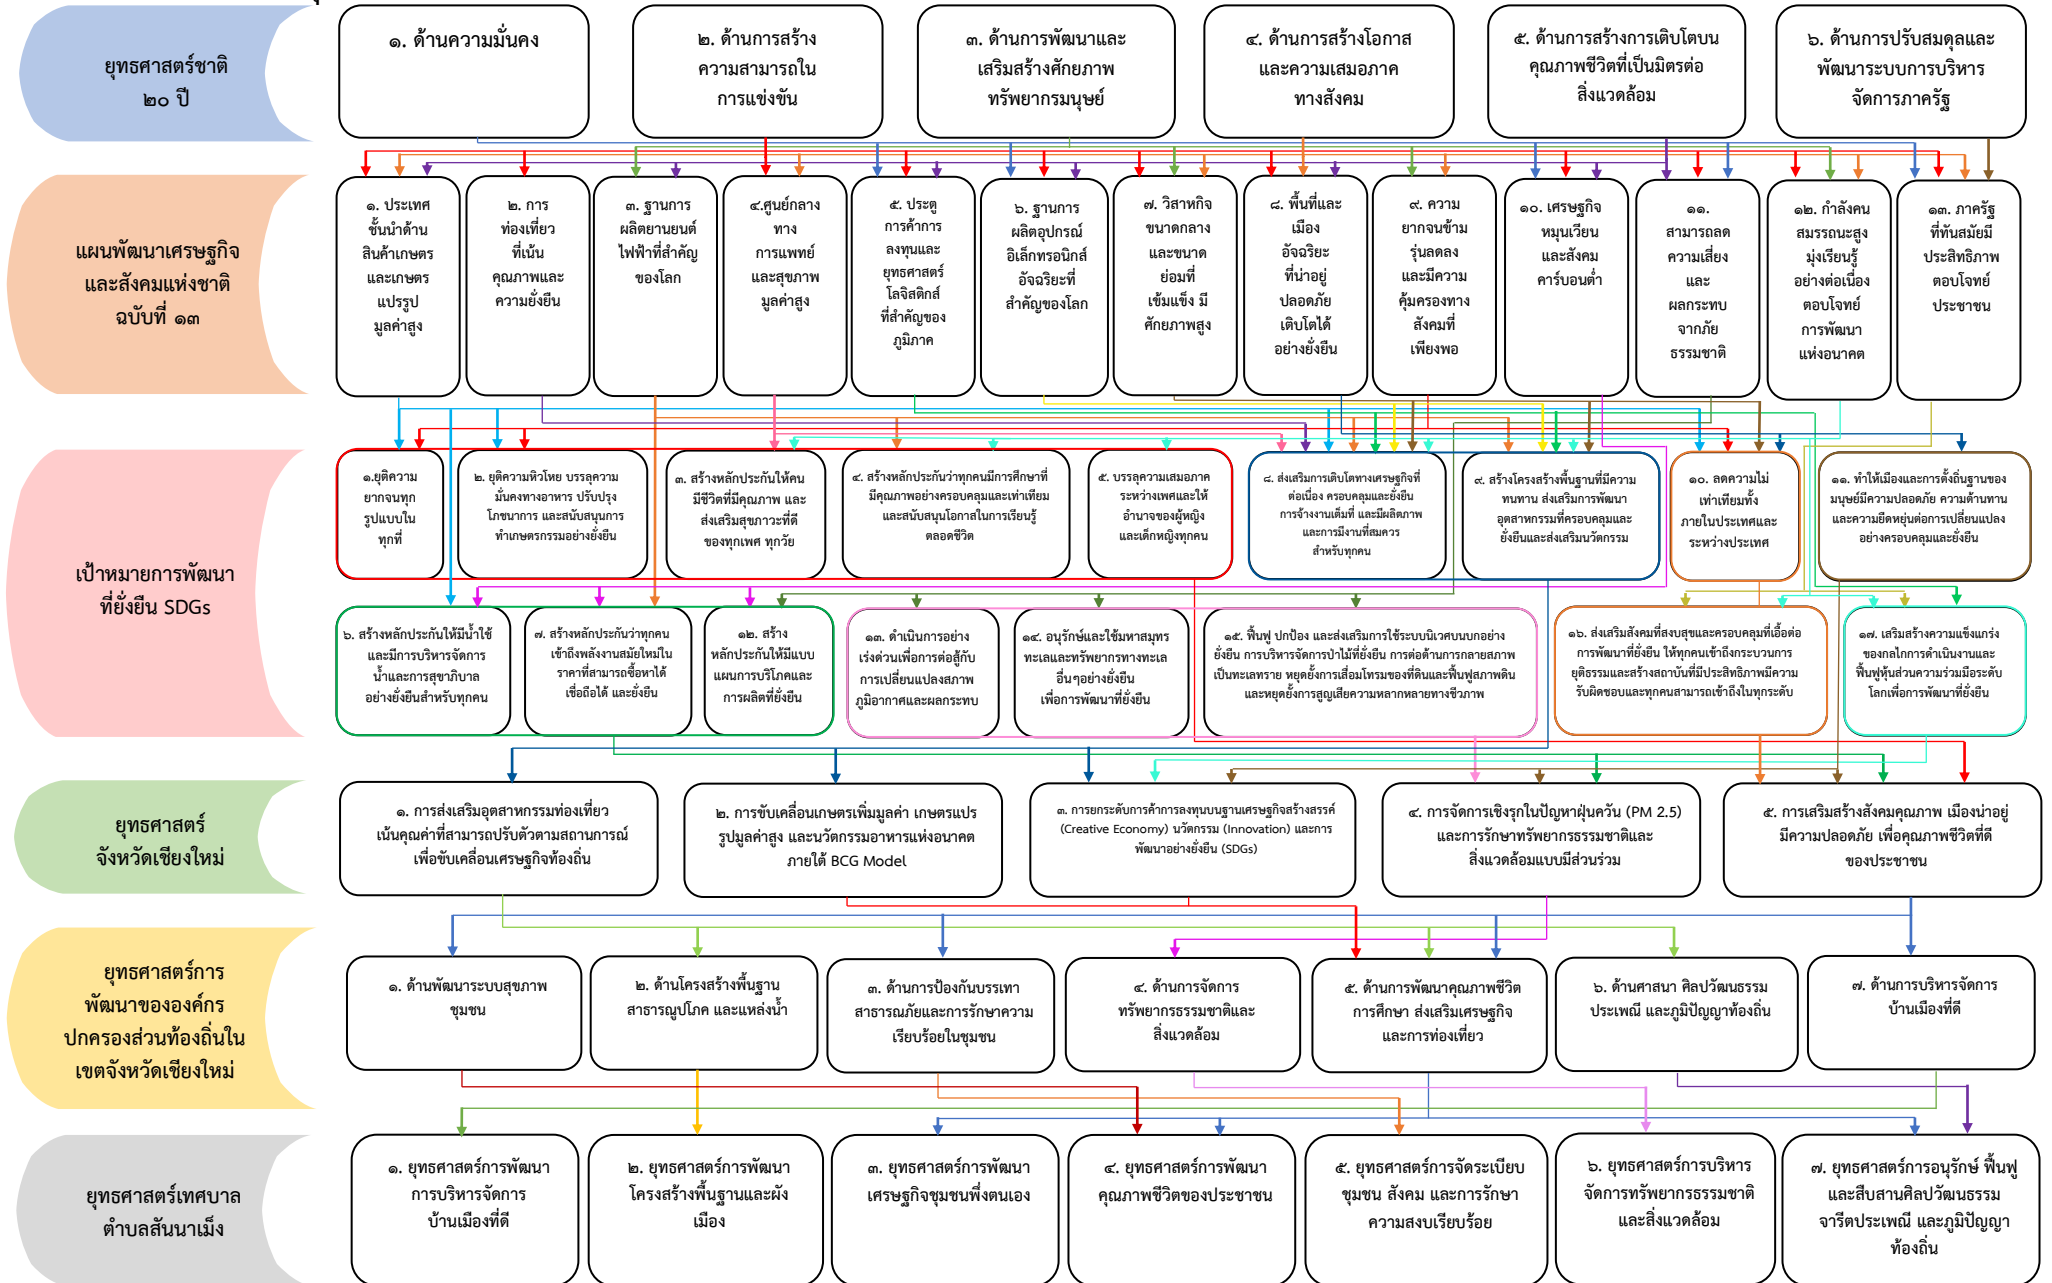 ยุทธศาสตร์ชาติ
๒๐ ปี
๑. ด้านความมั่นคง
๒. ด้านการสร้าง
ความสามารถใน
การแข่งขัน
๓. ด้านการพัฒนาและ
เสริมสร้างศักยภาพ
ทรัพยากรมนุษย์
๔. ด้านการสร้างโอกาส
และความเสมอภาค
ทางสังคม
๕. ด้านการสร้างการเติบโตบน
คุณภาพชีวิตที่เป็นมิตรต่อ
สิ่งแวดล้อม
๖. ด้านการปรับสมดุลและ
พัฒนาระบบการบริหาร
จัดการภาครัฐ
แผนพัฒนาเศรษฐกิจ
และสังคมแห่งชาติ
ฉบับที่ ๑๓
๑. ประเทศ
ชั้นนำด้าน
สินค้าเกษตร
และเกษตร
แปรรูป
มูลค่าสูง
๒. การ
ท่องเที่ยว
ที่เน้น
คุณภาพและ
ความยั่งยืน
๓. ฐานการ
ผลิตยานยนต์
ไฟฟ้าที่สำคัญ
ของโลก
๔.ศูนย์กลาง
ทาง
การแพทย์
และสุขภาพ
มูลค่าสูง
๕. ประตู
การค้าการ
ลงทุนและ
ยุทธศาสตร์
โลจิสติกส์
ที่สำคัญของ
ภูมิภาค
๖. ฐานการ
ผลิตอุปกรณ์
อิเล็กทรอนิกส์
อัจฉริยะที่
สำคัญของโลก
๗. วิสาหกิจ
ขนาดกลาง
และขนาด
ย่อมที่
เข้มแข็ง มี
ศักยภาพสูง
๘. พื้นที่และ
เมือง
อัจฉริยะ
ที่น่าอยู่
ปลอดภัย
เติบโตได้
อย่างยั่งยืน
๙. ความ
ยากจนข้าม
รุ่นลดลง
และมีความ
คุ้มครองทาง
สังคมที่
เพียงพอ
๑๐. เศรษฐกิจ
หมุนเวียน
และสังคม
คาร์บอนต่ำ
๑๑.
สามารถลด
ความเสี่ยง
และ
ผลกระทบ
จากภัย
ธรรมชาติ
๑๒. กำลังคน
สมรรถนะสูง
มุ่งเรียนรู้
อย่างต่อเนื่อง
ตอบโจทย์
การพัฒนา
แห่งอนาคต
๑๓. ภาครัฐ
ที่ทันสมัยมี
ประสิทธิภาพ
ตอบโจทย์
ประชาชน
เป้าหมายการพัฒนา
ที่ยั่งยืน SDGs
๑.ยุติความ
ยากจนทุก
รูปแบบใน
ทุกที่
๒. ยุติความหิวโหย บรรลุความ
มั่นคงทางอาหาร ปรับปรุง
โภชนาการ และสนับสนุนการ
ทำเกษตรกรรมอย่างยั่งยืน
๓. สร้างหลักประกันให้คน
มีชีวิตที่มีคุณภาพ และ
ส่งเสริมสุขภาวะที่ดี
ของทุกเพศ ทุกวัย
๔. สร้างหลักประกันว่าทุกคนมีการศึกษาที่
มีคุณภาพอย่างครอบคลุมและเท่าเทียม
และสนับสนุนโอกาสในการเรียนรู้
ตลอดชีวิต
๕. บรรลุความเสมอภาค
ระหว่างเพศและให้
อำนาจของผู้หญิง
และเด็กหญิงทุกคน
๘. ส่งเสริมการเติบโตทางเศรษฐกิจที่
ต่อเนื่อง ครอบคลุมและยั่งยืน
การจ้างงานเต็มที่ และมีผลิตภาพ
และการมีงานที่สมควร
สำหรับทุกคน
๙. สร้างโครงสร้างพื้นฐานที่มีความ
ทนทาน ส่งเสริมการพัฒนา
อุตสาหกรรมที่ครอบคลุมและ
ยั่งยืนและส่งเสริมนวัตกรรม
๑๐. ลดความไม่
เท่าเทียมทั้ง
ภายในประเทศและ
ระหว่างประเทศ
๑๑. ทำให้เมืองและการตั้งถิ่นฐานของ
มนุษย์มีความปลอดภัย ความต้านทาน
และความยืดหยุ่นต่อการเปลี่ยนแปลง
อย่างครอบคลุมและยั่งยืน
๖. สร้างหลักประกันให้มีน้ำใช้
และมีการบริหารจัดการ
น้ำและการสุขาภิบาล
อย่างยั่งยืนสำหรับทุกคน
๗. สร้างหลักประกันว่าทุกคน
เข้าถึงพลังงานสมัยใหม่ใน
ราคาที่สามารถซื้อหาได้
เชื่อถือได้ และยั่งยืน
๑๒. สร้าง
หลักประกันให้มีแบบ
แผนการบริโภคและ
การผลิตที่ยั่งยืน
๑๓. ดำเนินการอย่าง
เร่งด่วนเพื่อการต่อสู้กับ
การเปลี่ยนแปลงสภาพ
ภูมิอากาศและผลกระทบ
๑๔. อนุรักษ์และใช้มหาสมุทร
ทะเลและทรัพยากรทางทะเล
อื่นๆอย่างยั่งยืน
เพื่อการพัฒนาที่ยั่งยืน
๑๕. ฟื้นฟู ปกป้อง และส่งเสริมการใช้ระบบนิเวศบนบกอย่าง
ยั่งยืน การบริหารจัดการป่าไม้ที่ยั่งยืน การต่อต้านการกลายสภาพ
เป็นทะเลทราย หยุดยั้งการเสื่อมโทรมของที่ดินและฟื้นฟูสภาพดิน
และหยุดยั้งการสูญเสียความหลากหลายทางชีวภาพ
๑๖. ส่งเสริมสังคมที่สงบสุขและครอบคลุมที่เอื้อต่อ
การพัฒนาที่ยั่งยืน ให้ทุกคนเข้าถึงกระบวนการ
ยุติธรรมและสร้างสถาบันที่มีประสิทธิภาพมีความ
รับผิดชอบและทุกคนสามารถเข้าถึงในทุกระดับ
๑๗. เสริมสร้างความแข็งแกร่ง
ของกลไกการดำเนินงานและ
ฟื้นฟูหุ้นส่วนความร่วมมือระดับ
โลกเพื่อการพัฒนาที่ยั่งยืน
ยุทธศาสตร์
จังหวัดเชียงใหม่
๑. การส่งเสริมอุตสาหกรรมท่องเที่ยว
เน้นคุณค่าที่สามารถปรับตัวตามสถานการณ์
เพื่อขับเคลื่อนเศรษฐกิจท้องถิ่น
๒. การขับเคลื่อนเกษตรเพิ่มมูลค่า เกษตรแปร
รูปมูลค่าสูง และนวัตกรรมอาหารแห่งอนาคต
ภายใต้ BCG Model
๓. การยกระดับการค้าการลงทุนบนฐานเศรษฐกิจสร้างสรรค์
(Creative Economy) นวัตกรรม (Innovation) และการ
พัฒนาอย่างยั่งยืน (SDGs)
๔. การจัดการเชิงรุกในปัญหาฝุ่นควัน (PM 2.5)
และการรักษาทรัพยากรธรรมชาติและ
สิ่งแวดล้อมแบบมีส่วนร่วม
๕. การเสริมสร้างสังคมคุณภาพ เมืองน่าอยู่
มีความปลอดภัย เพื่อคุณภาพชีวิตที่ดี
ของประชาชน
ยุทธศาสตร์การ
พัฒนาขององค์กร
ปกครองส่วนท้องถิ่นใน
เขตจังหวัดเชียงใหม่
๑. ด้านพัฒนาระบบสุขภาพ
ชุมชน
๒. ด้านโครงสร้างพื้นฐาน
สาธารณูปโภค และแหล่งน้ำ
๓. ด้านการป้องกันบรรเทา
สาธารณภัยและการรักษาความ
เรียบร้อยในชุมชน
๔. ด้านการจัดการ
ทรัพยากรธรรมชาติและ
สิ่งแวดล้อม
๕. ด้านการพัฒนาคุณภาพชีวิต
การศึกษา ส่งเสริมเศรษฐกิจ
และการท่องเที่ยว
๖. ด้านศาสนา ศิลปวัฒนธรรม
ประเพณี และภูมิปัญญาท้องถิ่น
๗. ด้านการบริหารจัดการ
บ้านเมืองที่ดี
ยุทธศาสตร์เทศบาล
ตำบลสันนาเม็ง
๑. ยุทธศาสตร์การพัฒนา
การบริหารจัดการ
บ้านเมืองที่ดี
๒. ยุทธศาสตร์การพัฒนา
โครงสร้างพื้นฐานและผัง
เมือง
๓. ยุทธศาสตร์การพัฒนา
เศรษฐกิจชุมชนพึ่งตนเอง
๔. ยุทธศาสตร์การพัฒนา
คุณภาพชีวิตของประชาชน
๕. ยุทธศาสตร์การจัดระเบียบ
ชุมชน สังคม และการรักษา
ความสงบเรียบร้อย
๖. ยุทธศาสตร์การบริหาร
จัดการทรัพยากรธรรมชาติ
และสิ่งแวดล้อม
๗. ยุทธศาสตร์การอนุรักษ์ ฟื้นฟู
และสืบสานศิลปวัฒนธรรม
จารีตประเพณี และภูมิปัญญา
ท้องถิ่น